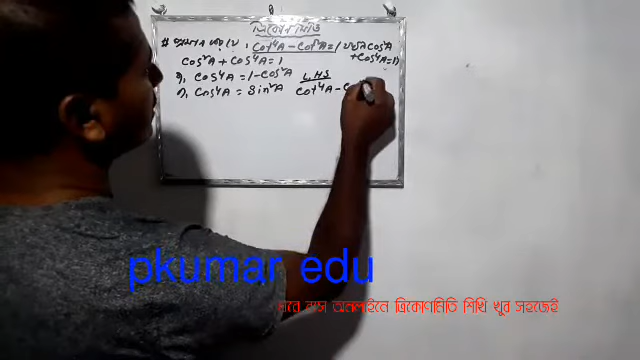 ত্রিকোণমিতি
# প্রমাণ কর যে, cot⁴A - cot²A = 1 যদি cos²A + cos⁴A = 1)
cos²A + cos⁴A = 1
বা, cos⁴A = 1 - cos²A
বা, cos⁴A = sin²A
L.H.S
cot⁴A - c
pkumar edu
ঘরে বসে অনলাইনে ত্রিকোণমিতি শিখি খুব সহজেই